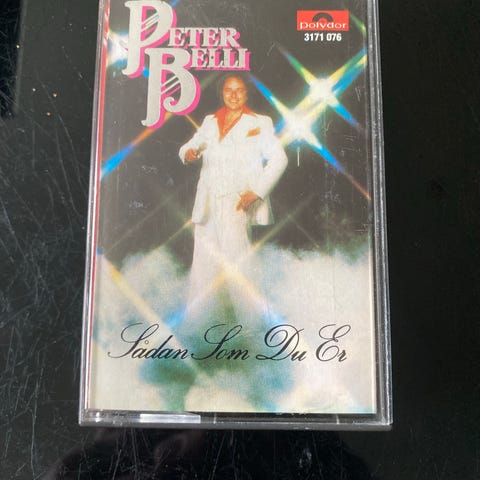 PETER
BELLI
polydor
3171 076
Sådan Som Du Er